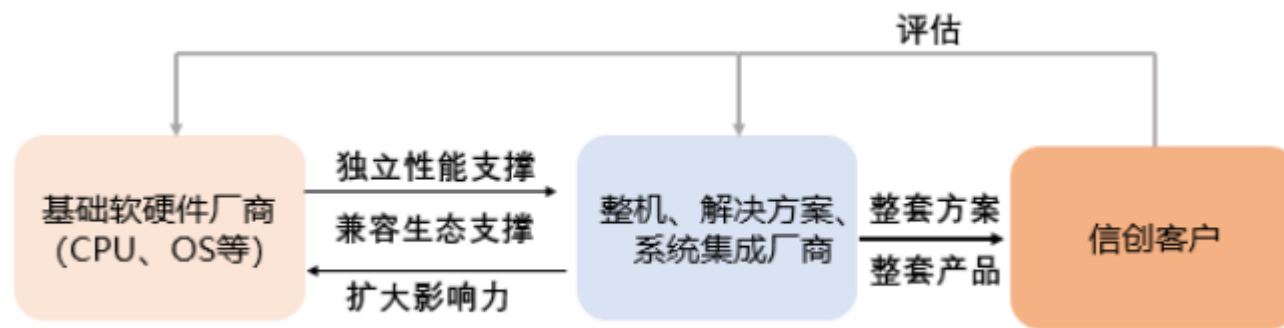 评估
基础软硬件厂商
(CPU、OS等)
独立性能支撑
兼容生态支撑
扩大影响力
整机、解决方案、
系统集成厂商
整套方案
整套产品
信创客户